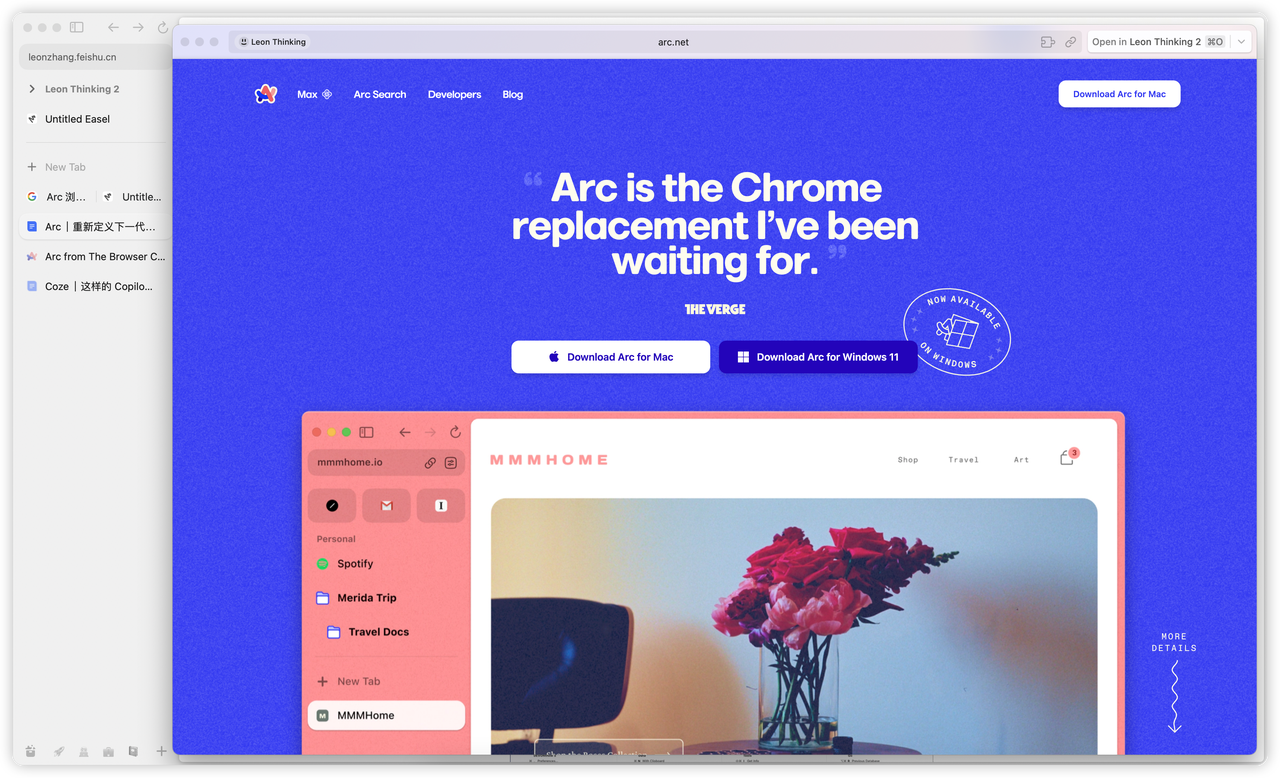 leonzhang.feishu.cn
Leon Thinking 2
Untitled Easel
New Tab
Arc 浏... Untitle...
Arc｜重新定义下一代...
Arc from The Browser C...
Coze｜这样的 Copilo...
Leon Thinking
arc.net
Open in Leon Thinking 2 ⌘O
Max
Arc Search
Developers
Blog
Download Arc for Mac
“ Arc is the Chrome
replacement I’ve been
waiting for. ”
THE VERGE
Download Arc for Mac
Download Arc for Windows 11
NOW AVAILABLE
ON WINDOWS
mmmhome.io
Personal
Spotify
Merida Trip
Travel Docs
New Tab
M MMMHome
MMMHOME
Shop
Travel
Art
3
MORE
DETAILS